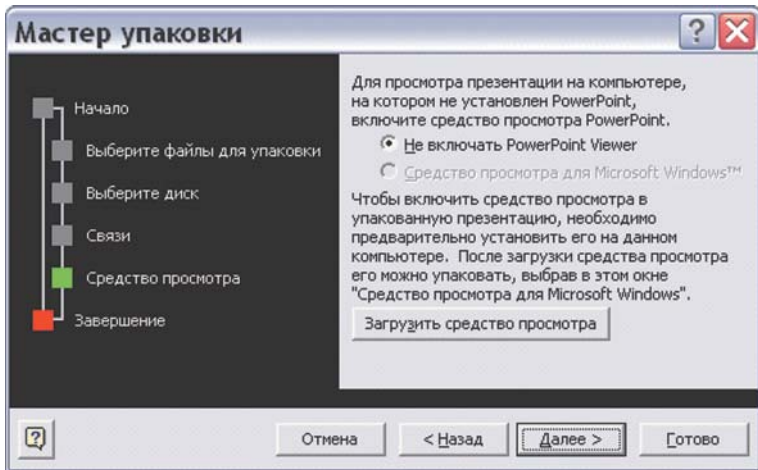 Мастер упаковки
Начало
Выберите файлы для упаковки
Выберите диск
Связи
Средство просмотра
Завершение
Для просмотра презентации на компьютере,
на котором не установлен PowerPoint,
включите средство просмотра PowerPoint.
Не включать PowerPoint Viewer
Средство просмотра для Microsoft Windows™
Чтобы включить средство просмотра в
упакованную презентацию, необходимо
предварительно установить его на данном
компьютере. После загрузки средства просмотра
его можно упаковать, выбрав в этом окне
"Средство просмотра для Microsoft Windows".
Загрузить средство просмотра
Отмена
< Назад
Далее >
Готово